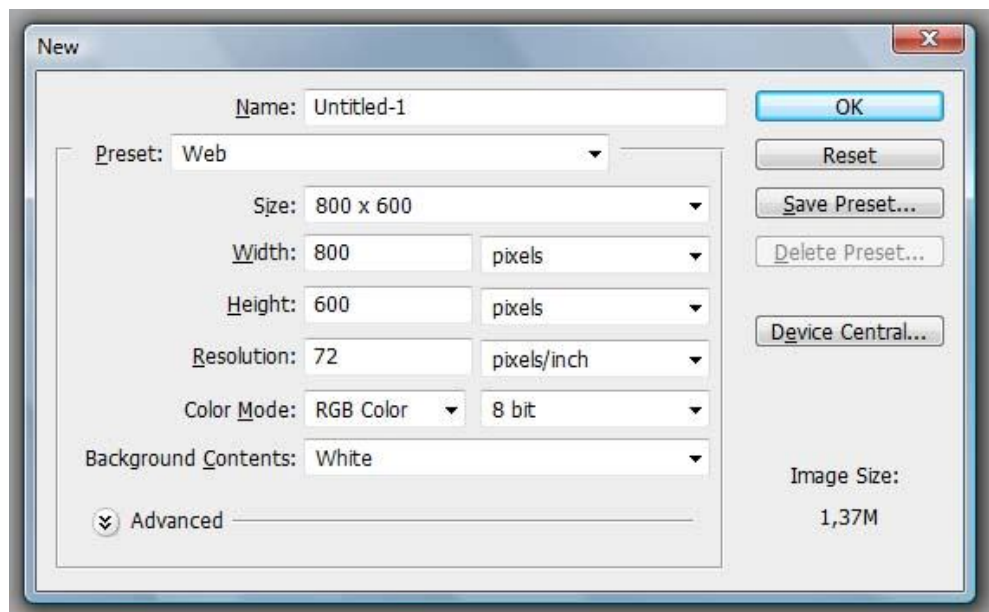 New
Name: Untitled-1
OK
Preset: Web
Reset
Size: 800 x 600
Save Preset...
Width: 800 pixels
Delete Preset...
Height: 600 pixels
Device Central...
Resolution: 72 pixels/inch
Color Mode: RGB Color 8 bit
Background Contents: White
Image Size:
Advanced
1,37M